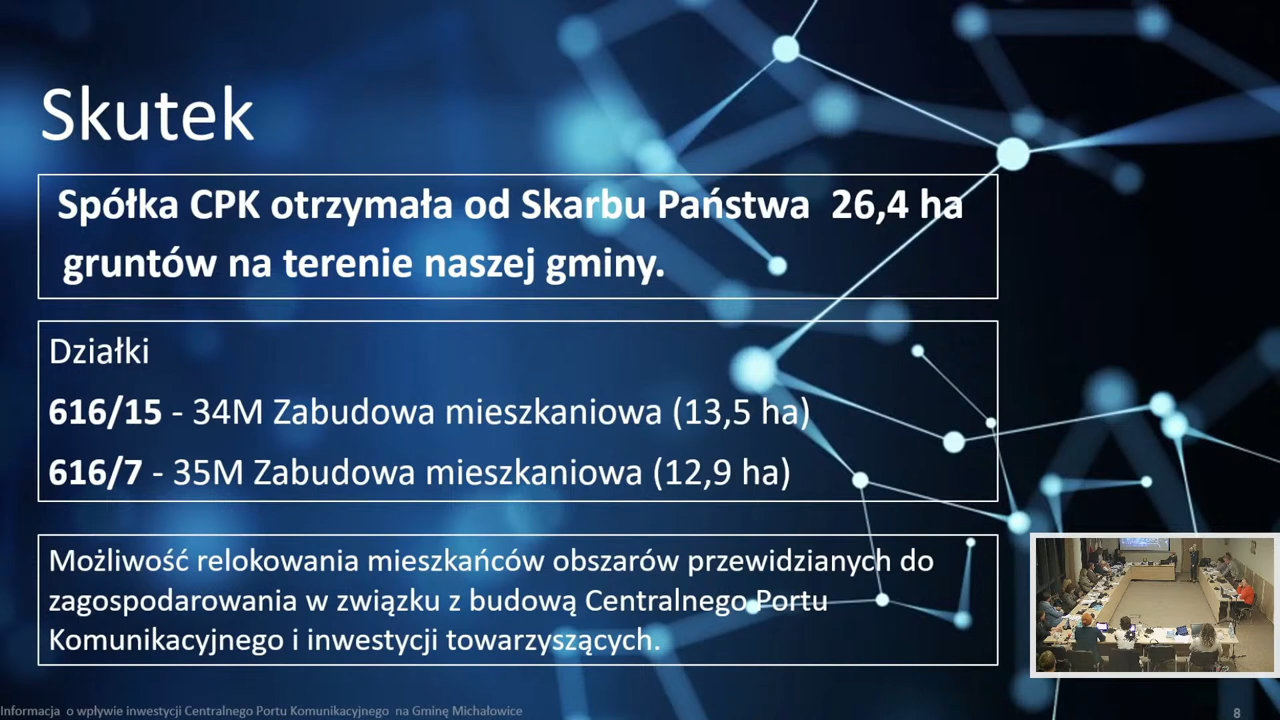 Skutek
Spółka CPK otrzymała od Skarbu Państwa 26,4 ha
gruntów na terenie naszej gminy.
Działki
616/15 - 34M Zabudowa mieszkaniowa (13,5 ha)
616/7 - 35M Zabudowa mieszkaniowa (12,9 ha)
Możliwość relokowania mieszkańców obszarów przewidzianych do
zagospodarowania w związku z budową Centralnego Portu
Komunikacyjnego i inwestycji towarzyszących.
Informacja o wpływie inwestycji Centralnego Portu Komunikacyjnego na Gminę Michałowice
8